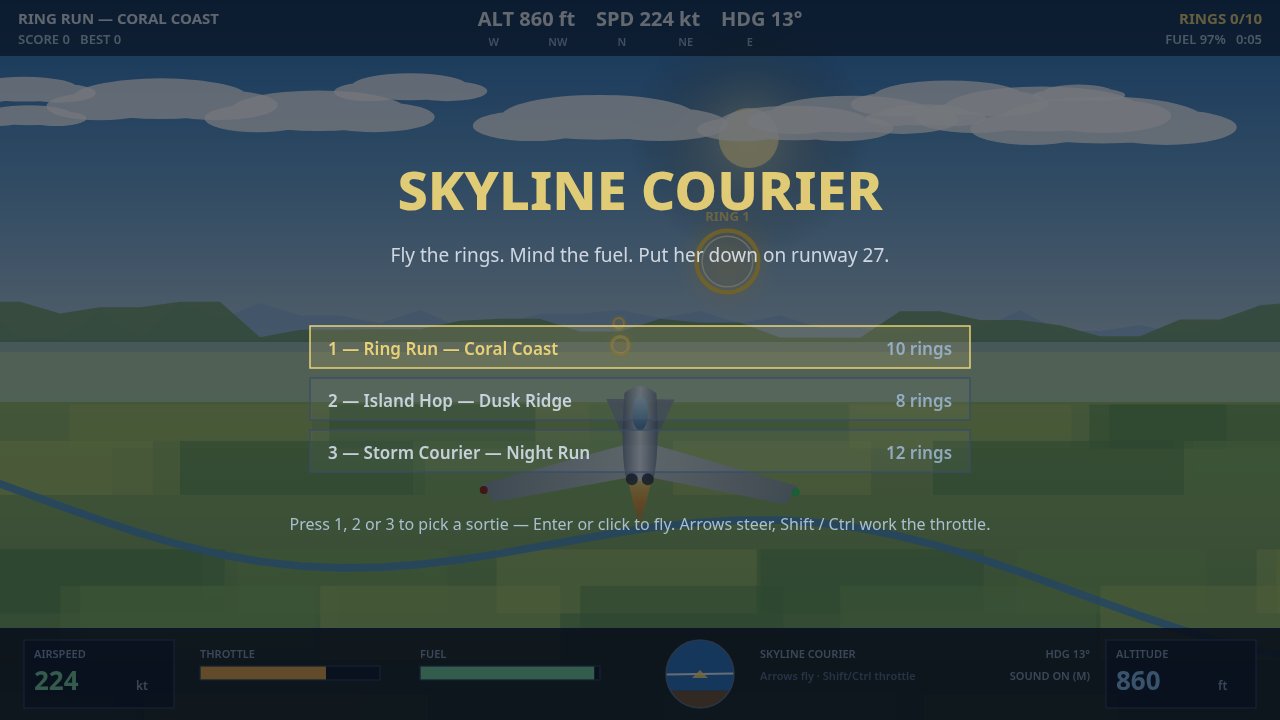 RING RUN — CORAL COAST
SCORE 0 BEST 0
ALT 860 ft SPD 224 kt HDG 13°
W NW N NE E
RINGS 0/10
FUEL 97% 0:05
SKYLINE COURIER
RING 1
Fly the rings. Mind the fuel. Put her down on runway 27.
1 — Ring Run — Coral Coast 10 rings
2 — Island Hop — Dusk Ridge 8 rings
3 — Storm Courier — Night Run 12 rings
Press 1, 2 or 3 to pick a sortie — Enter or click to fly. Arrows steer, Shift / Ctrl work the throttle.
AIRSPEED
224 kt
THROTTLE
FUEL
SKYLINE COURIER
Arrows fly · Shift/Ctrl throttle
HDG 13°
SOUND ON (M)
ALTITUDE
860 ft